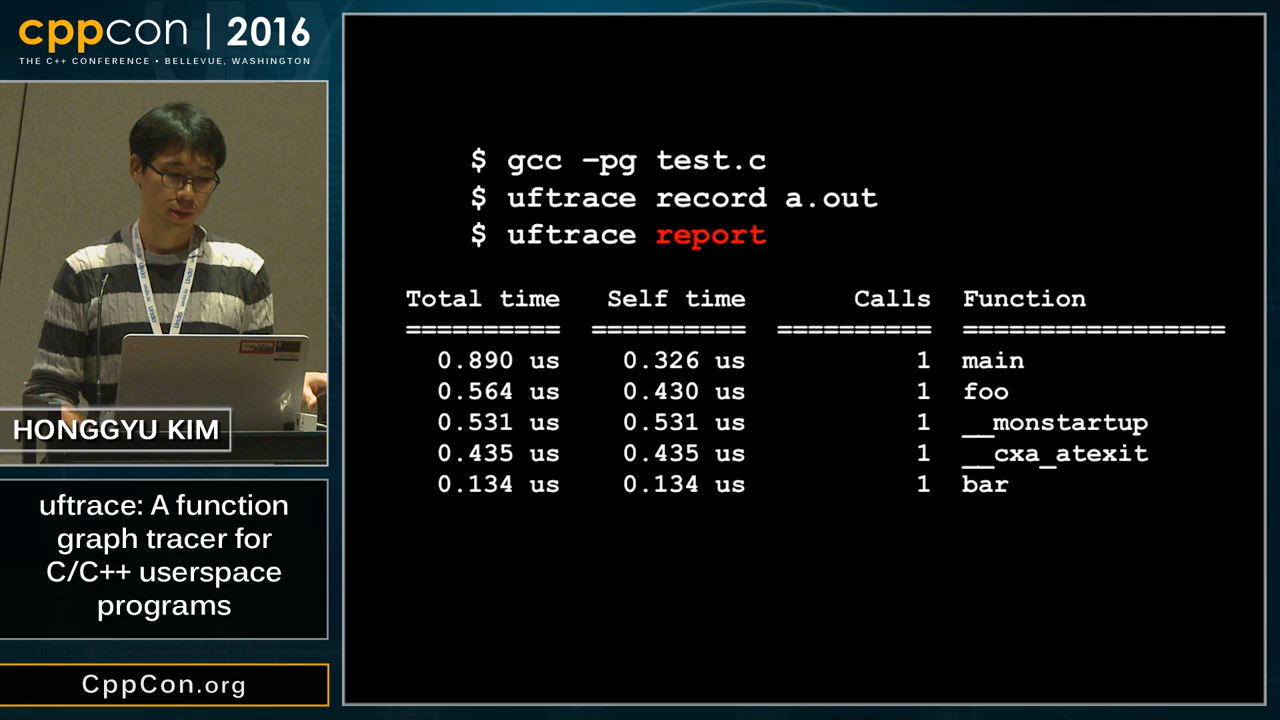 cppcon | 2016
THE C++ CONFERENCE • BELLEVUE, WASHINGTON
HONGGYU KIM
uftrace: A function
graph tracer for
C/C++ userspace
programs
CppCon.org
$ gcc -pg test.c
$ uftrace record a.out
$ uftrace report
Total time Self time Calls Function
========== ========== ========== =================
0.890 us 0.326 us 1 main
0.564 us 0.430 us 1 foo
0.531 us 0.531 us 1 __monstartup
0.435 us 0.435 us 1 __cxa_atexit
0.134 us 0.134 us 1 bar